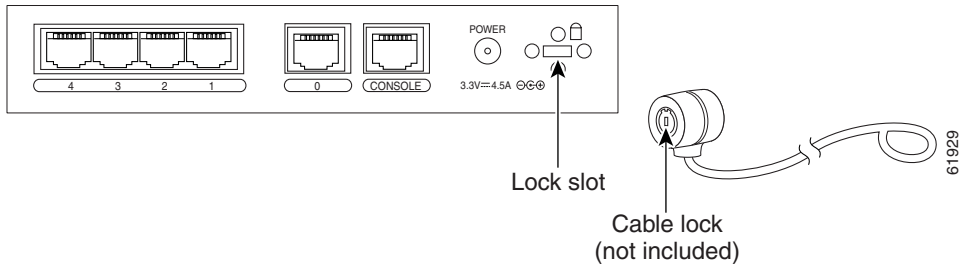 POWER
4 3 2 1 0 CONSOLE 3.3V⎓4.5A
Lock slot
61929
Cable lock
(not included)